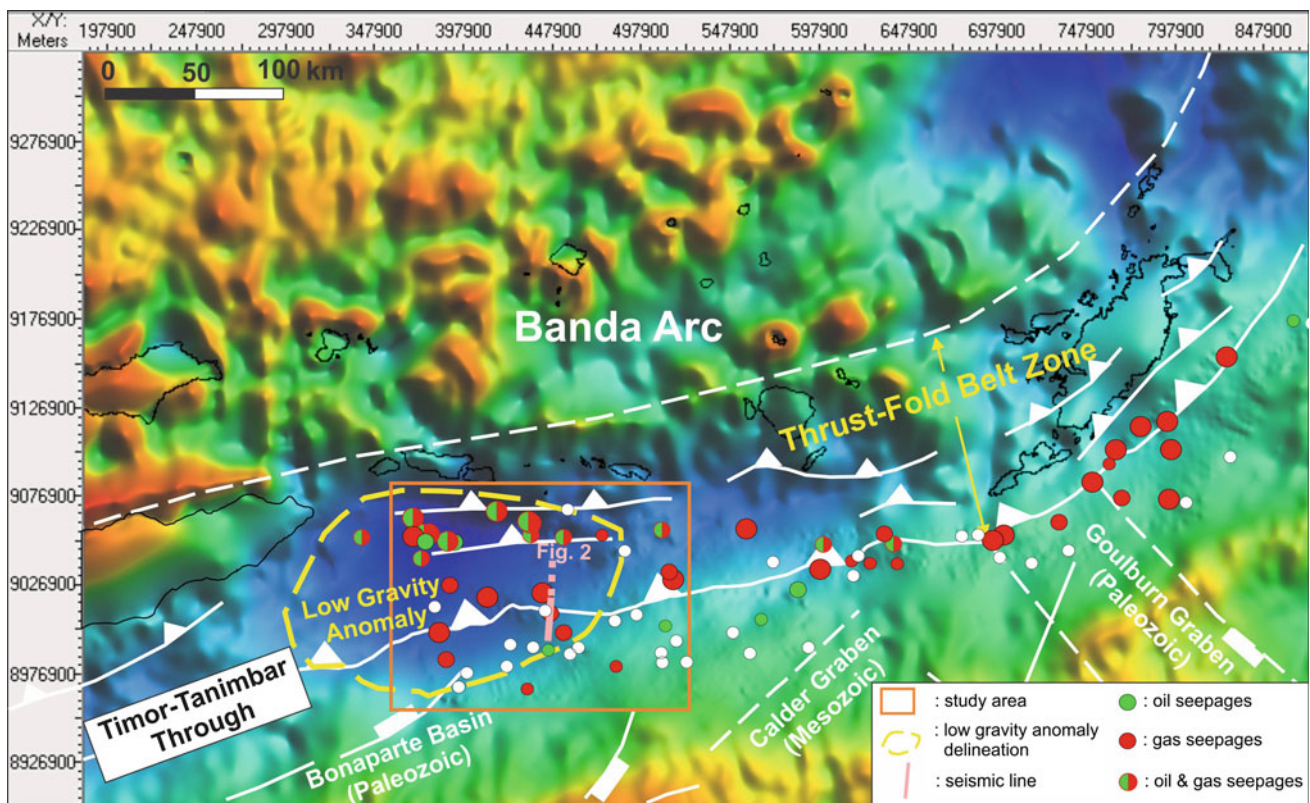 X/Y:
Meters
197900 247900 297900 347900 397900 447900 497900 547900 597900 647900 697900 747900 797900 847900
0 50 100 km
9276900
9226900
9176900
9126900
9076900
9026900
8976900
8926900
Banda Arc
Thrust-Fold Belt Zone
Fig. 2
Low Gravity
Anomaly
Timor-Tanimbar
Through
Bonaparte Basin
(Paleozoic)
Calder Graben
(Mesozoic)
Goulburn Graben
(Paleozoic)
: study area
: low gravity anomaly
delineation
: seismic line
: oil seepages
: gas seepages
: oil & gas seepages